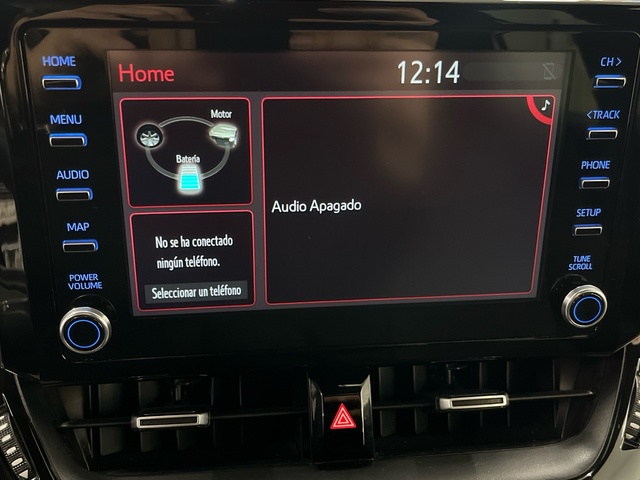 HOME
MENU
AUDIO
MAP
POWER
VOLUME
Home
12:14
Motor
Batería
No se ha conectado
ningún teléfono.
Seleccionar un teléfono
Audio Apagado
CH >
< TRACK
PHONE
SETUP
TUNE
SCROLL